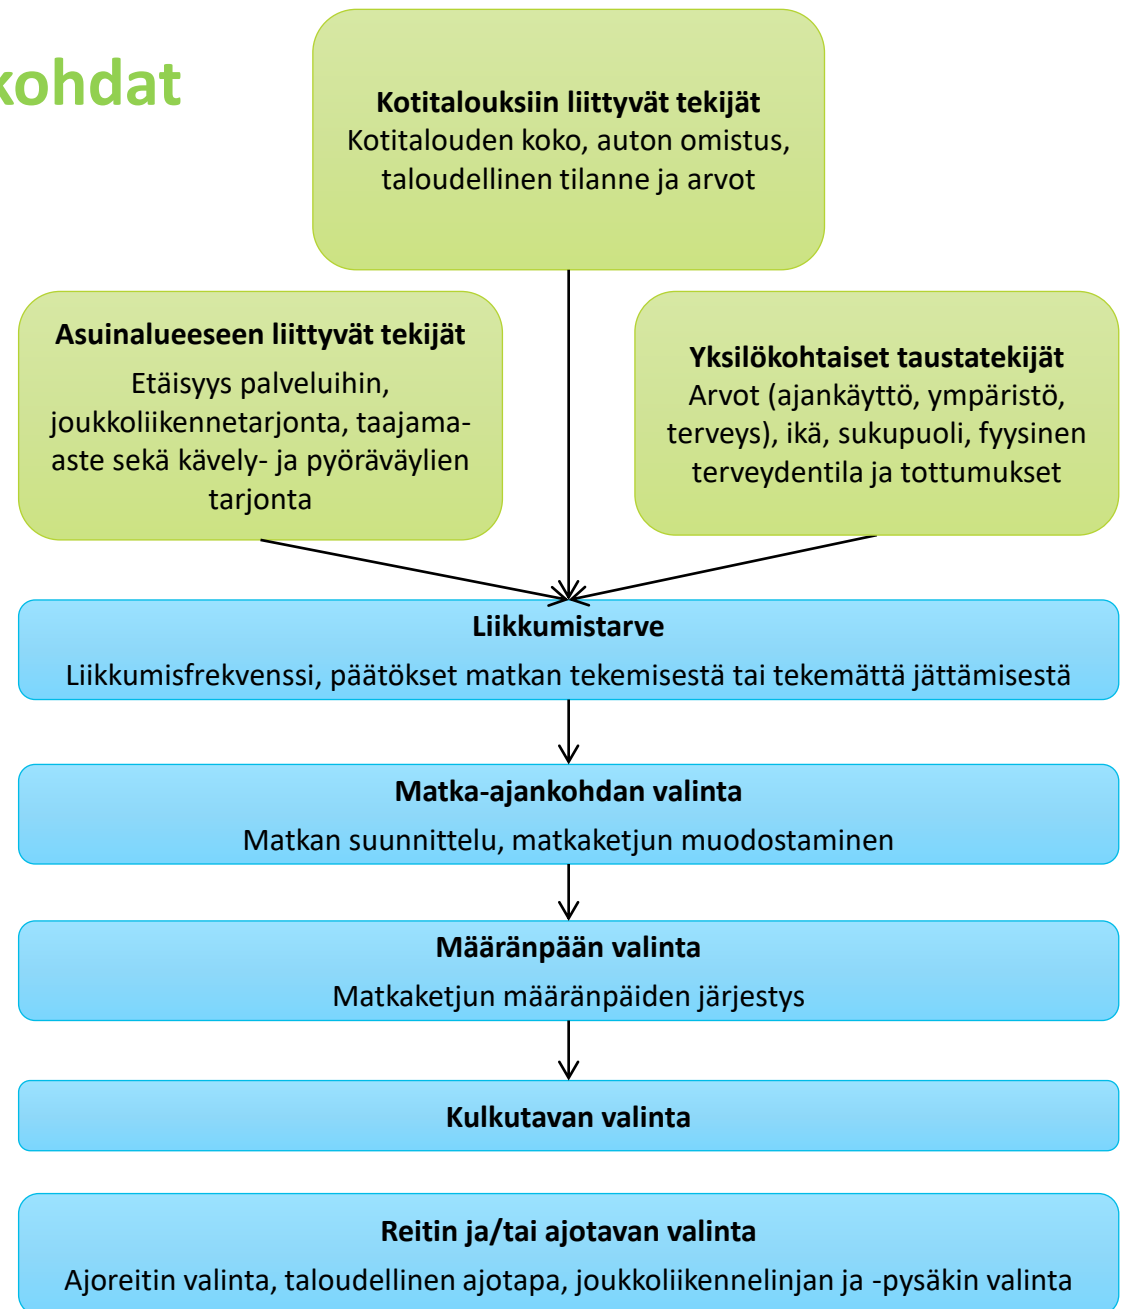 kohdat
Kotitalouksiin liittyvät tekijät
Kotitalouden koko, auton omistus,
taloudellinen tilanne ja arvot
Asuinalueeseen liittyvät tekijät
Etäisyys palveluihin,
joukkoliikennetarjonta, taajama-
aste sekä kävely- ja pyöräväylien
tarjonta
Yksilökohtaiset taustatekijät
Arvot (ajankäyttö, ympäristö,
terveys), ikä, sukupuoli, fyysinen
terveydentila ja tottumukset
Liikkumistarve
Liikkumisfrekvenssi, päätökset matkan tekemisestä tai tekemättä jättämisestä
Matka-ajankohdan valinta
Matkan suunnittelu, matkaketjun muodostaminen
Määränpään valinta
Matkaketjun määränpäiden järjestys
Kulkutavan valinta
Reitin ja/tai ajotavan valinta
Ajoreitin valinta, taloudellinen ajotapa, joukkoliikennelinjan ja -pysäkin valinta